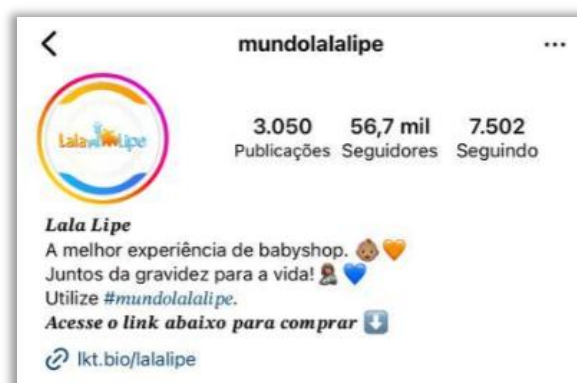 mundolalalipe
Lala Lipe
3.050 56,7 mil 7.502
Publicações Seguidores Seguindo
Lala Lipe
A melhor experiência de babyshop. 👶🏽🧡
Juntos da gravidez para a vida! 🤱🏽💙
Utilize #mundolalalipe.
Acesse o link abaixo para comprar ⬇️
lkt.bio/lalalipe